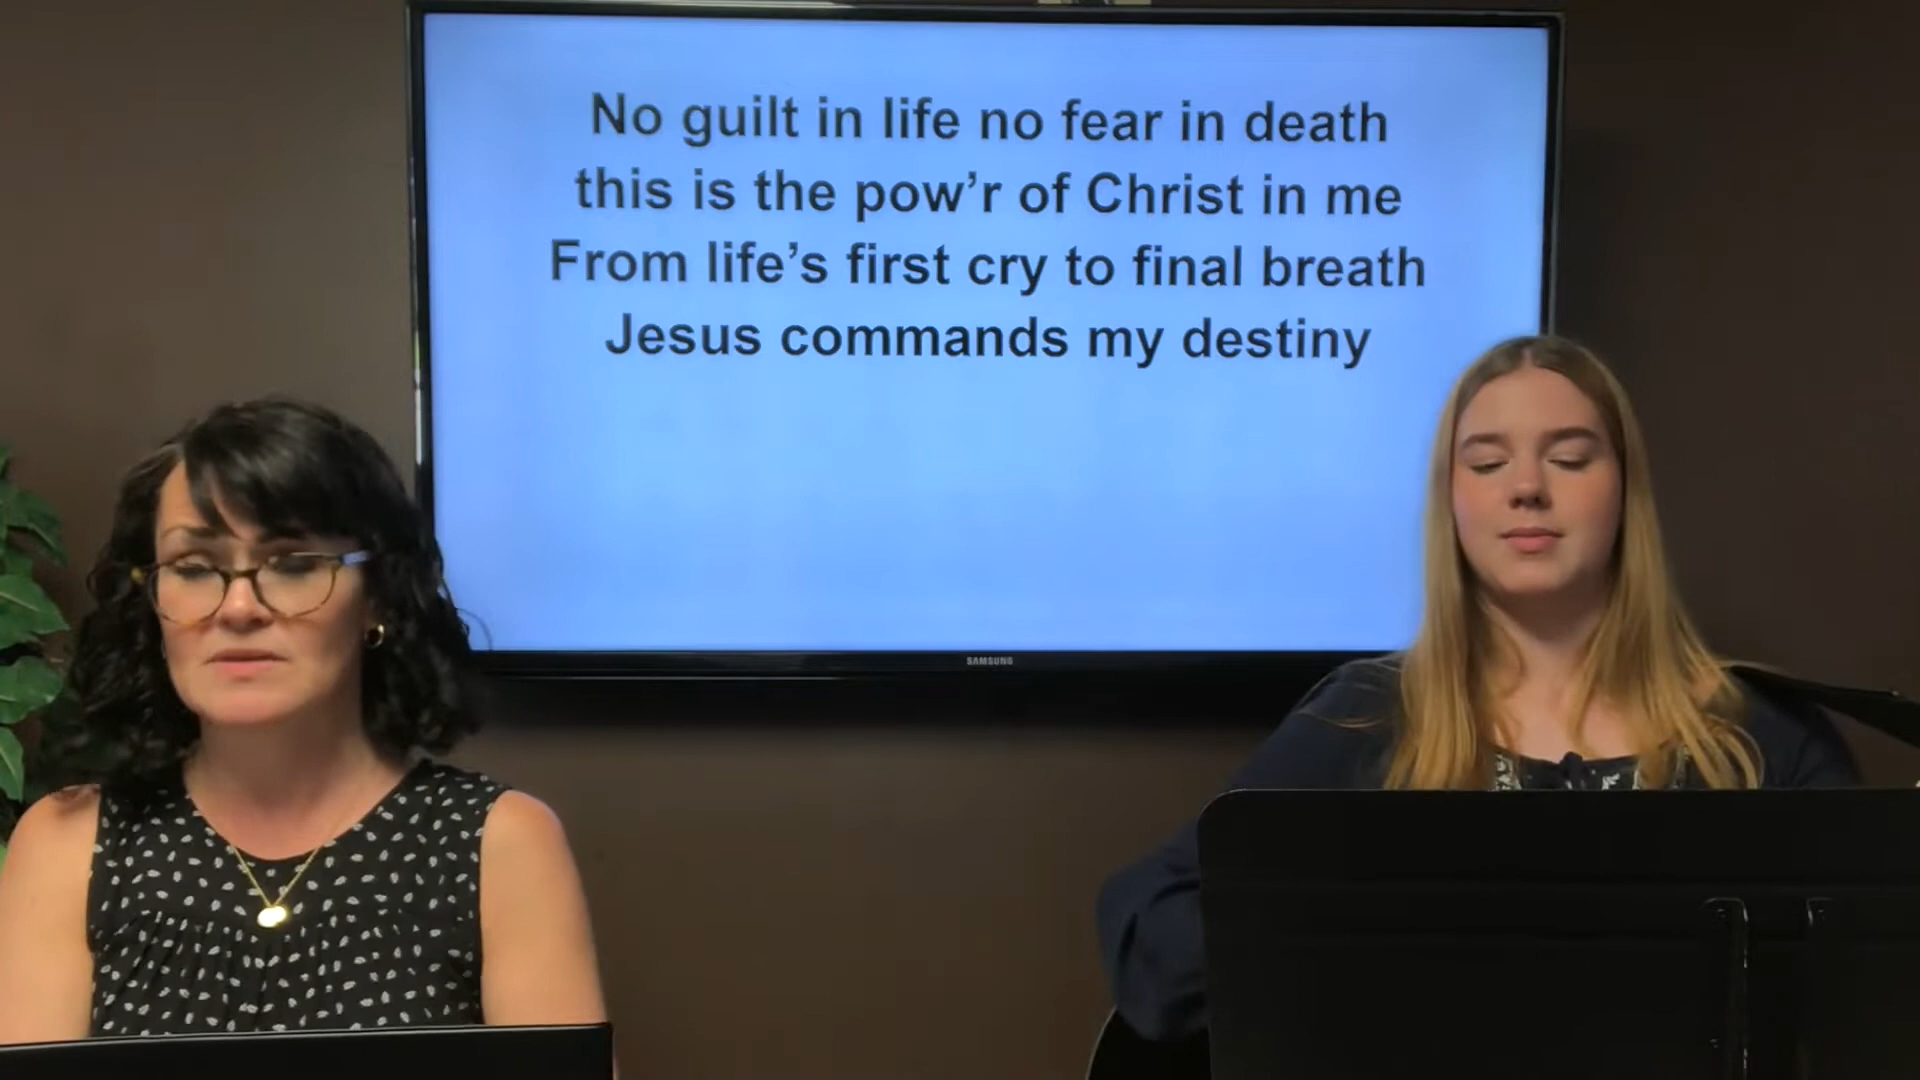 No guilt in life no fear in death
this is the pow’r of Christ in me
From life’s first cry to final breath
Jesus commands my destiny
SAMSUNG